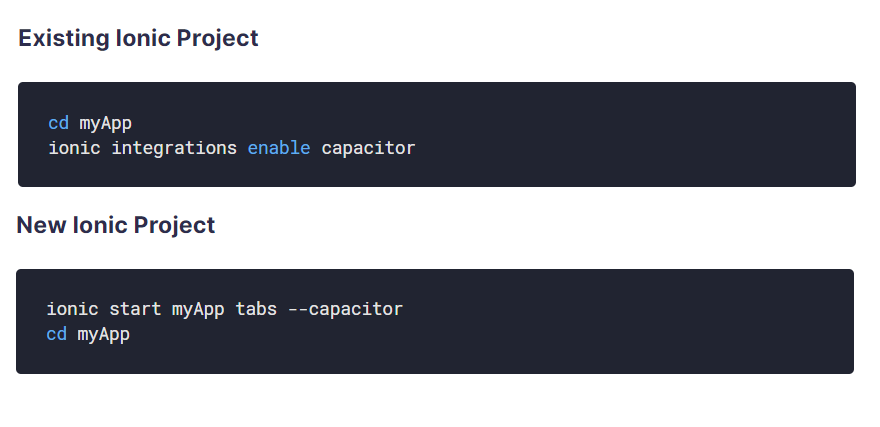 Existing Ionic Project
cd myApp
ionic integrations enable capacitor
New Ionic Project
ionic start myApp tabs --capacitor
cd myApp